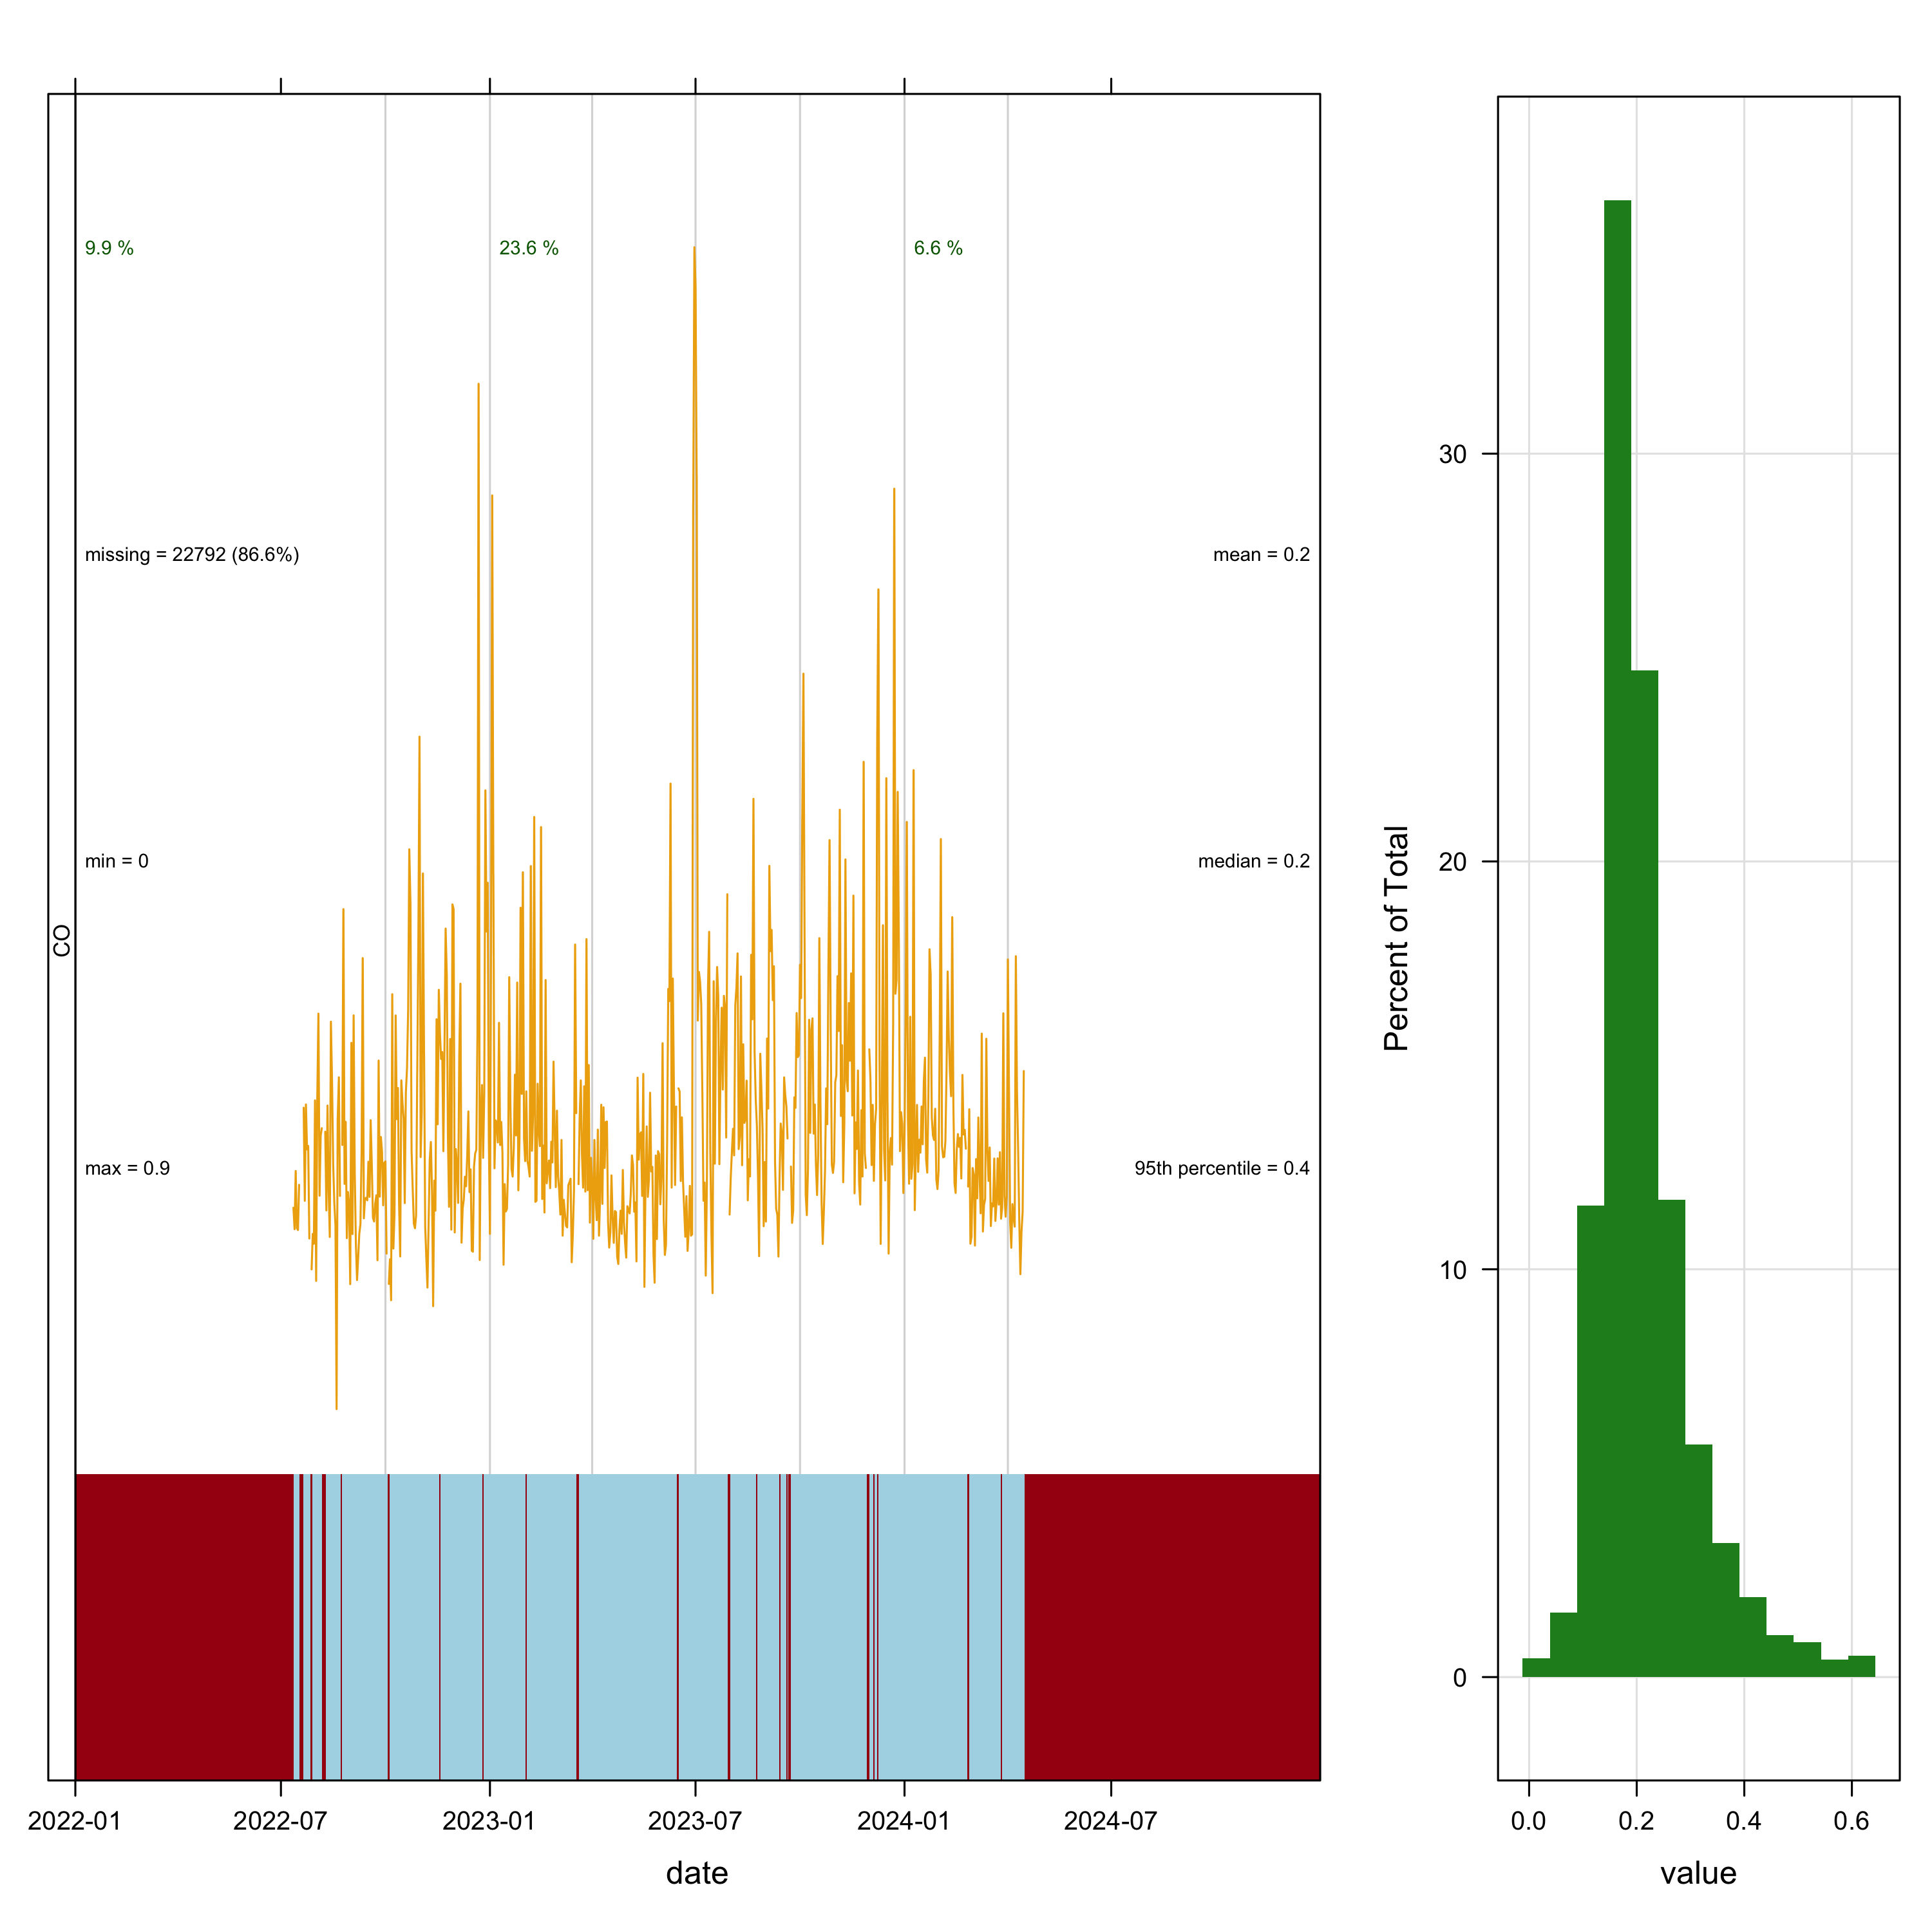 9.9 %
23.6 %
6.6 %
missing = 22792 (86.6%)
mean = 0.2
min = 0
median = 0.2
CO
max = 0.9
95th percentile = 0.4
2022-01
2022-07
2023-01
2023-07
2024-01
2024-07
date
Percent of Total
30
20
10
0
0.0
0.2
0.4
0.6
value